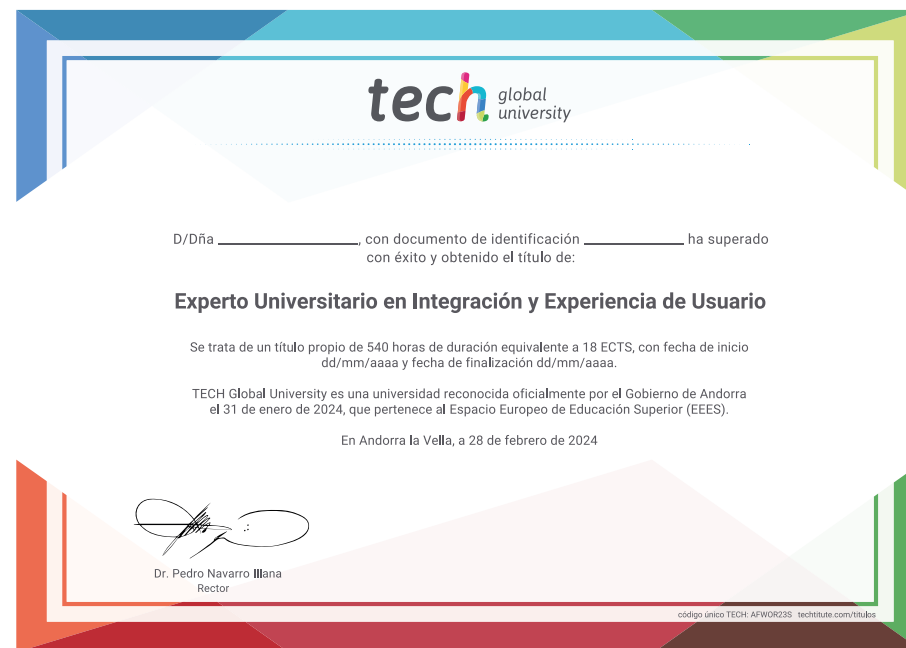 tech global university
D/Dña ____________________, con documento de identificación ______________ ha superado
con éxito y obtenido el título de:
Experto Universitario en Integración y Experiencia de Usuario
Se trata de un título propio de 540 horas de duración equivalente a 18 ECTS, con fecha de inicio
dd/mm/aaaa y fecha de finalización dd/mm/aaaa.
TECH Global University es una universidad reconocida oficialmente por el Gobierno de Andorra
el 31 de enero de 2024, que pertenece al Espacio Europeo de Educación Superior (EEES).
En Andorra la Vella, a 28 de febrero de 2024
Dr. Pedro Navarro Illana
Rector
código único TECH: AFWOR23S techtitute.com/titulos